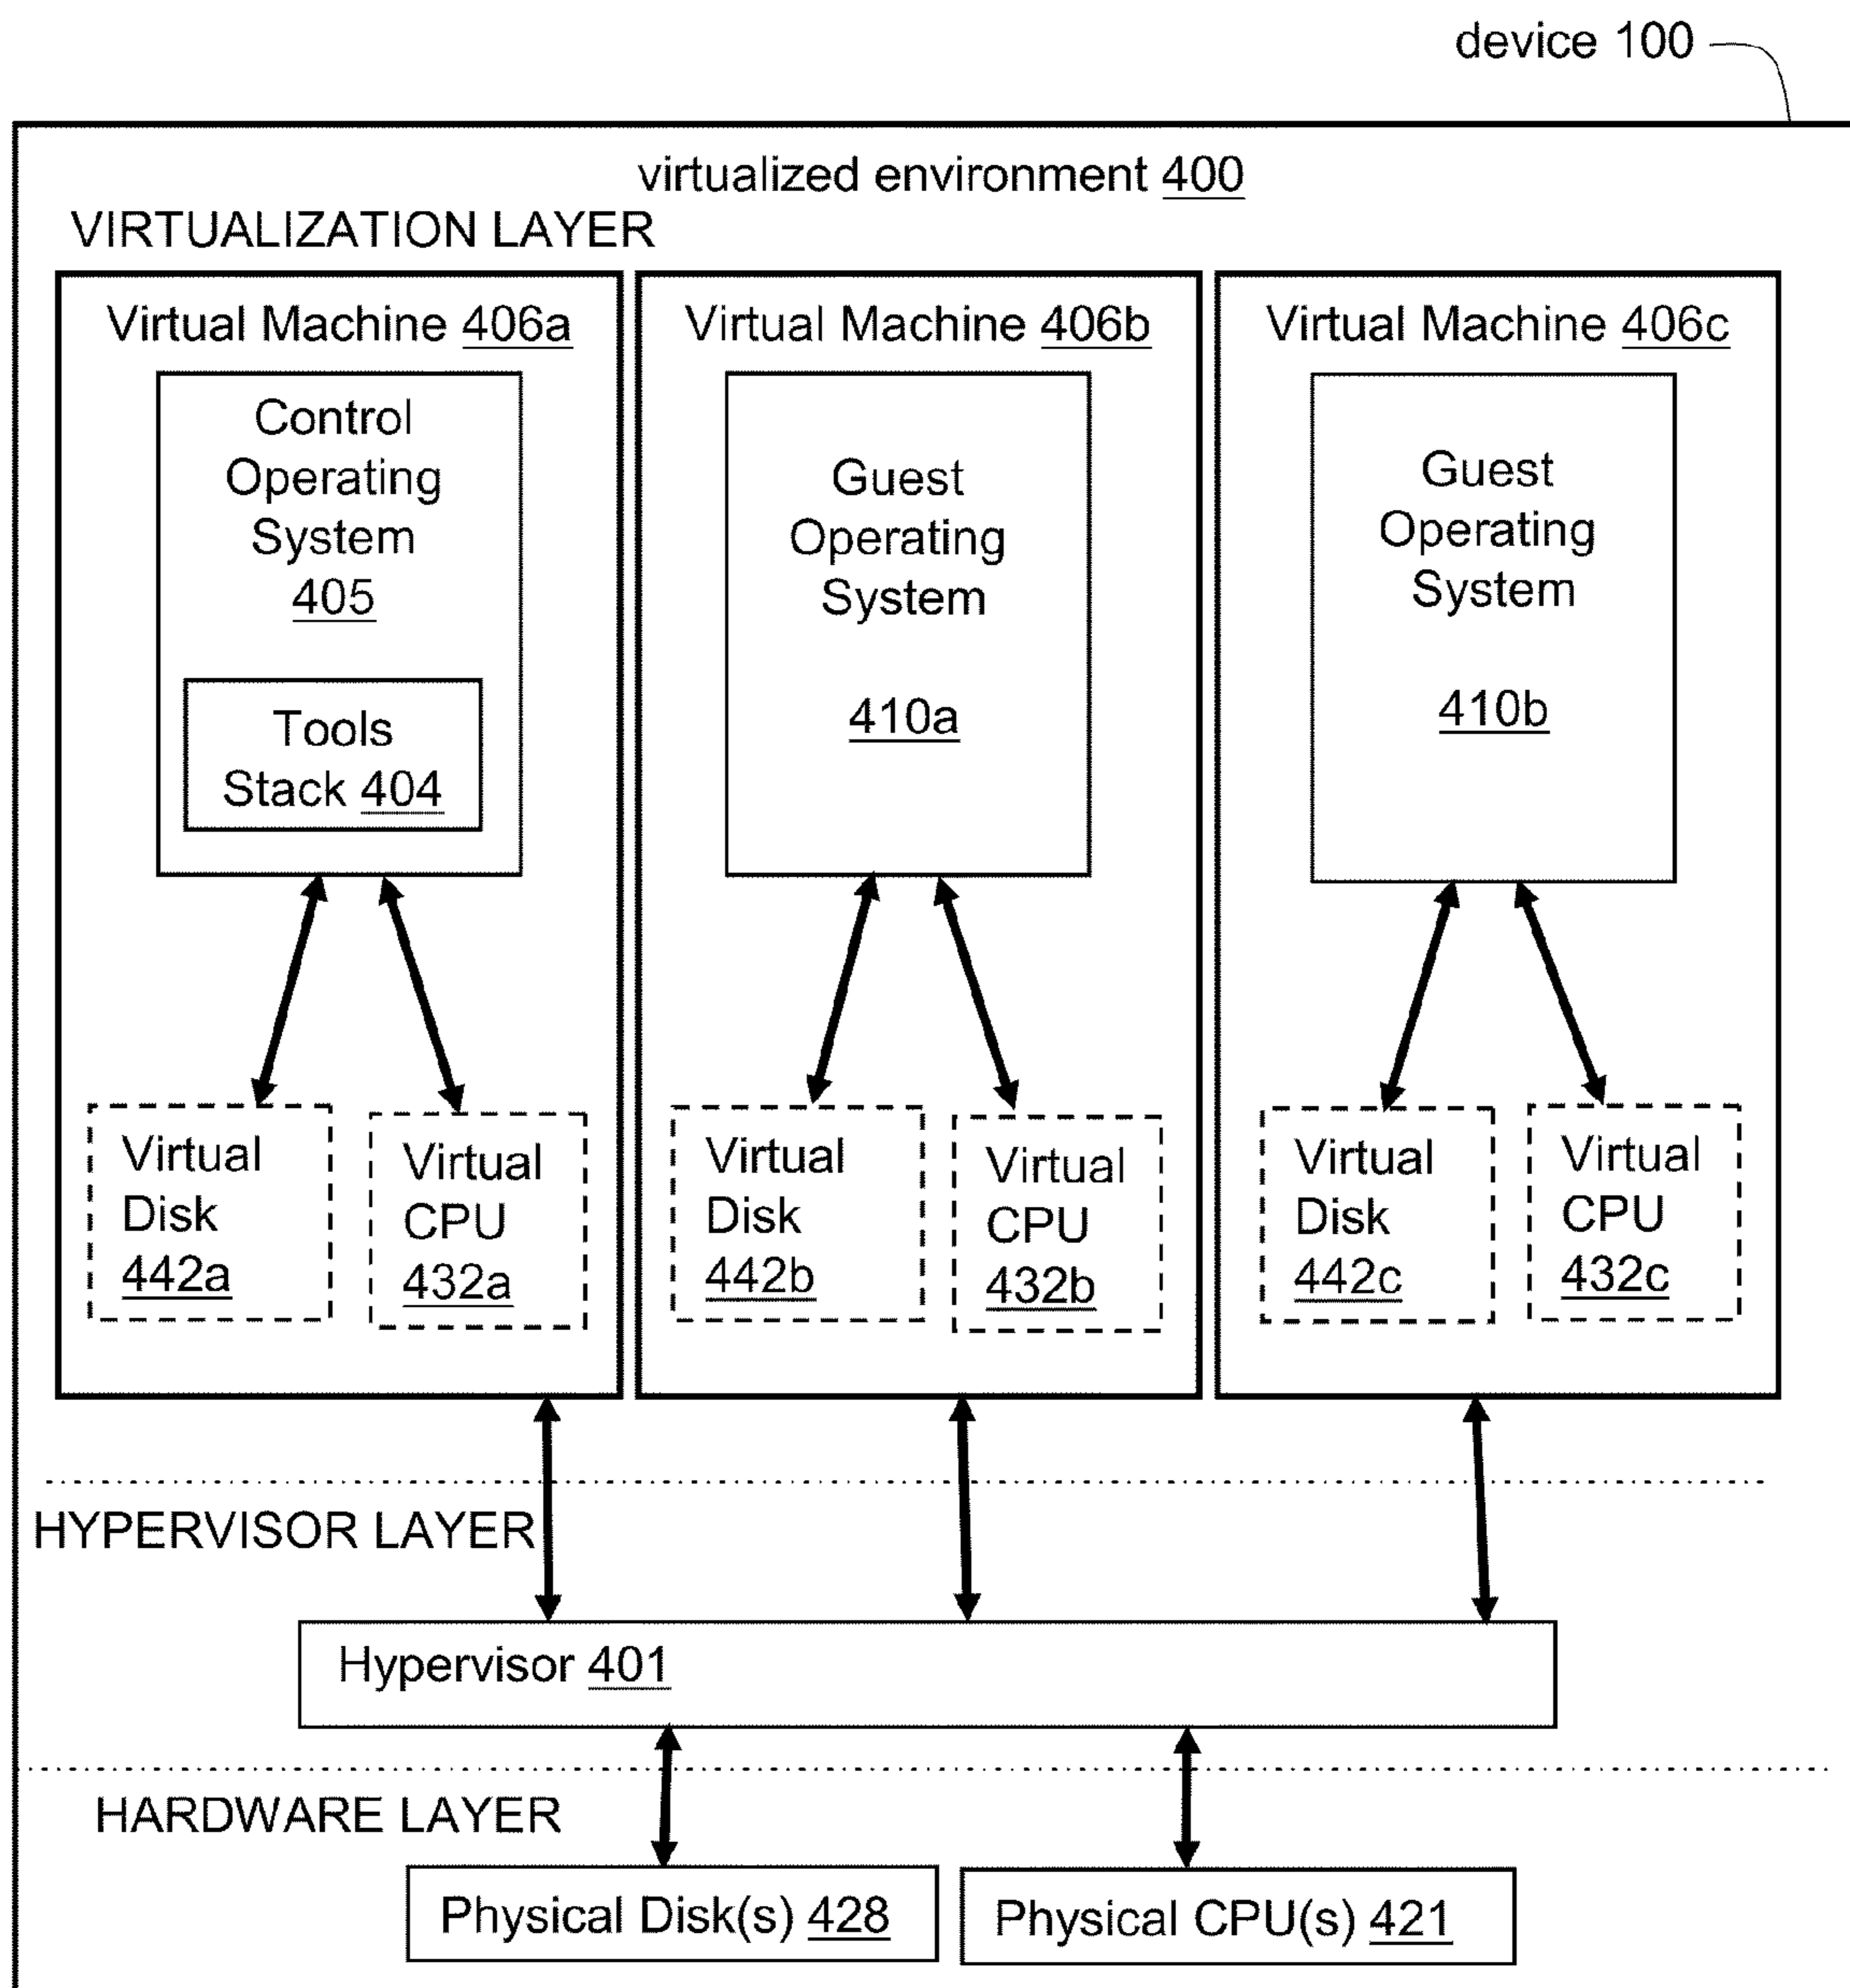 device 100
virtualized environment 400
VIRTUALIZATION LAYER
Virtual Machine 406a
Control
Operating
System
405
Tools
Stack 404
Virtual
Disk
442a
Virtual
CPU
432a
Virtual Machine 406b
Guest
Operating
System
410a
Virtual
Disk
442b
Virtual
CPU
432b
Virtual Machine 406c
Guest
Operating
System
410b
Virtual
Disk
442c
Virtual
CPU
432c
HYPERVISOR LAYER
Hypervisor 401
HARDWARE LAYER
Physical Disk(s) 428
Physical CPU(s) 421